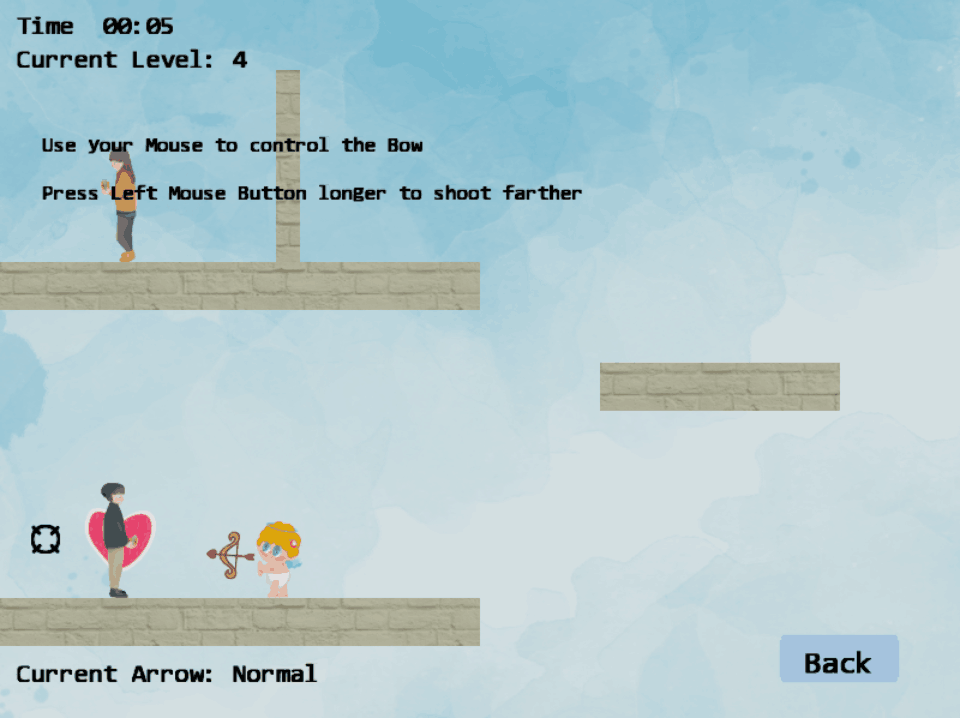 Time 00:05
Current Level: 4
Use your Mouse to control the Bow
Press Left Mouse Button longer to shoot farther
Current Arrow: Normal
Back